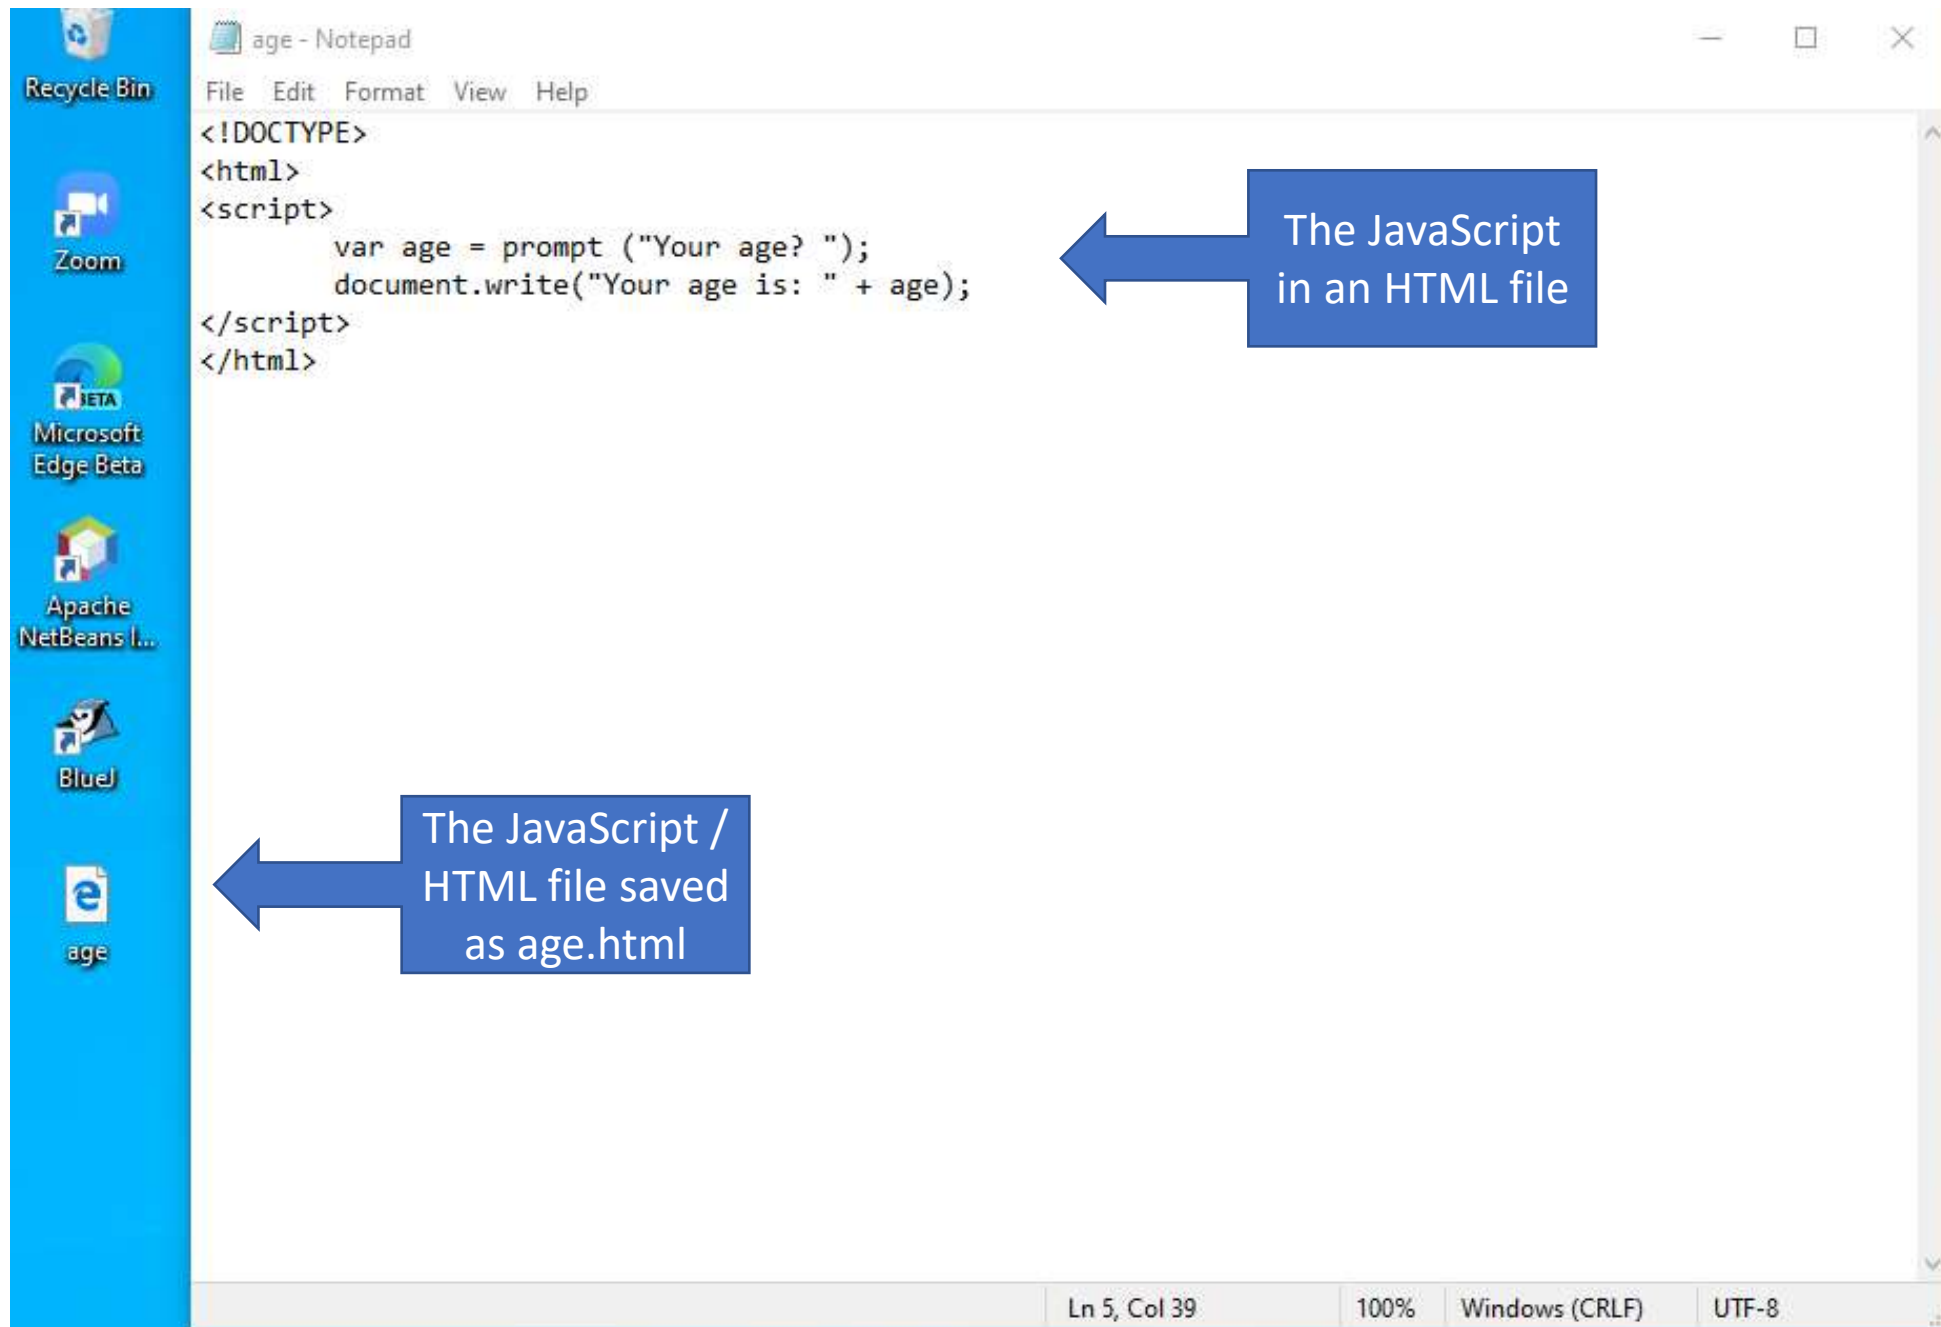 Recycle Bin
Zoom
BETA
Microsoft
Edge Beta
Apache
NetBeans I...
BlueJ
age
age - Notepad
File Edit Format View Help
<!DOCTYPE>
<html>
<script>
var age = prompt ("Your age? ");
document.write("Your age is: " + age);
</script>
</html>
The JavaScript
in an HTML file
The JavaScript /
HTML file saved
as age.html
Ln 5, Col 39
100%
Windows (CRLF)
UTF-8